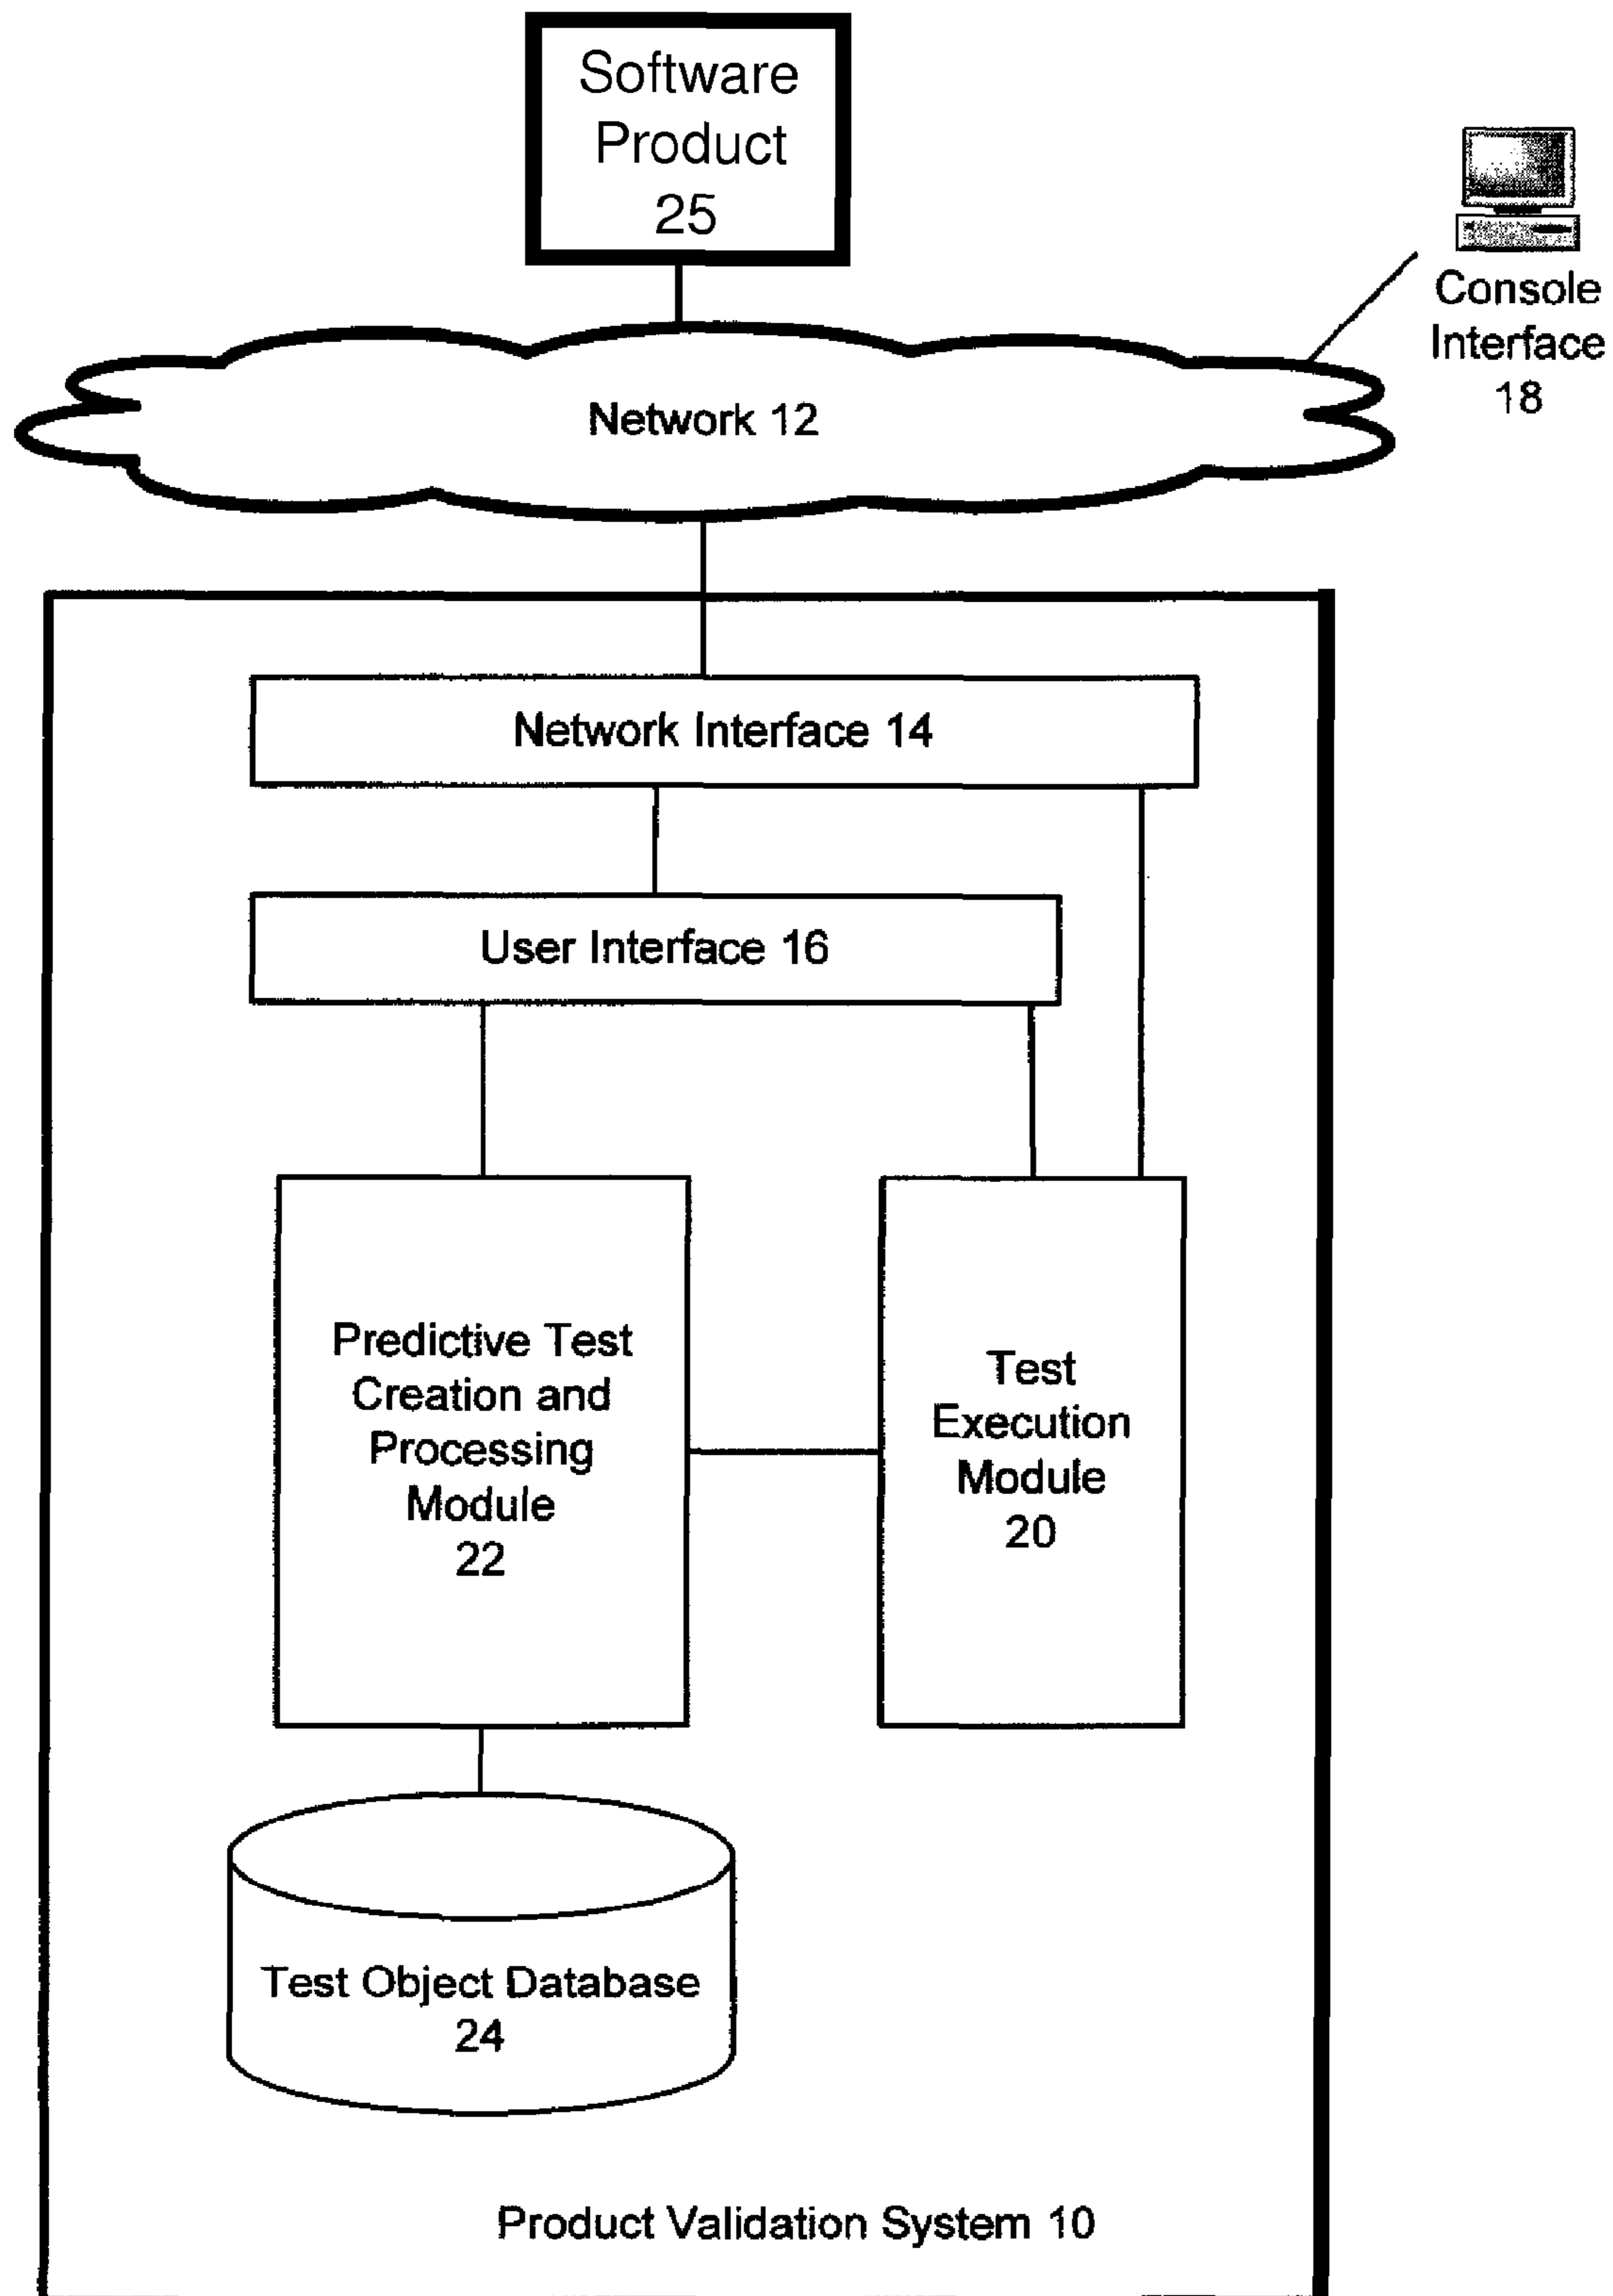 Software
Product
25
Console
Interface
18
Network 12
Network Interface 14
User Interface 16
Predictive Test
Creation and
Processing
Module
22
Test
Execution
Module
20
Test Object Database
24
Product Validation System 10